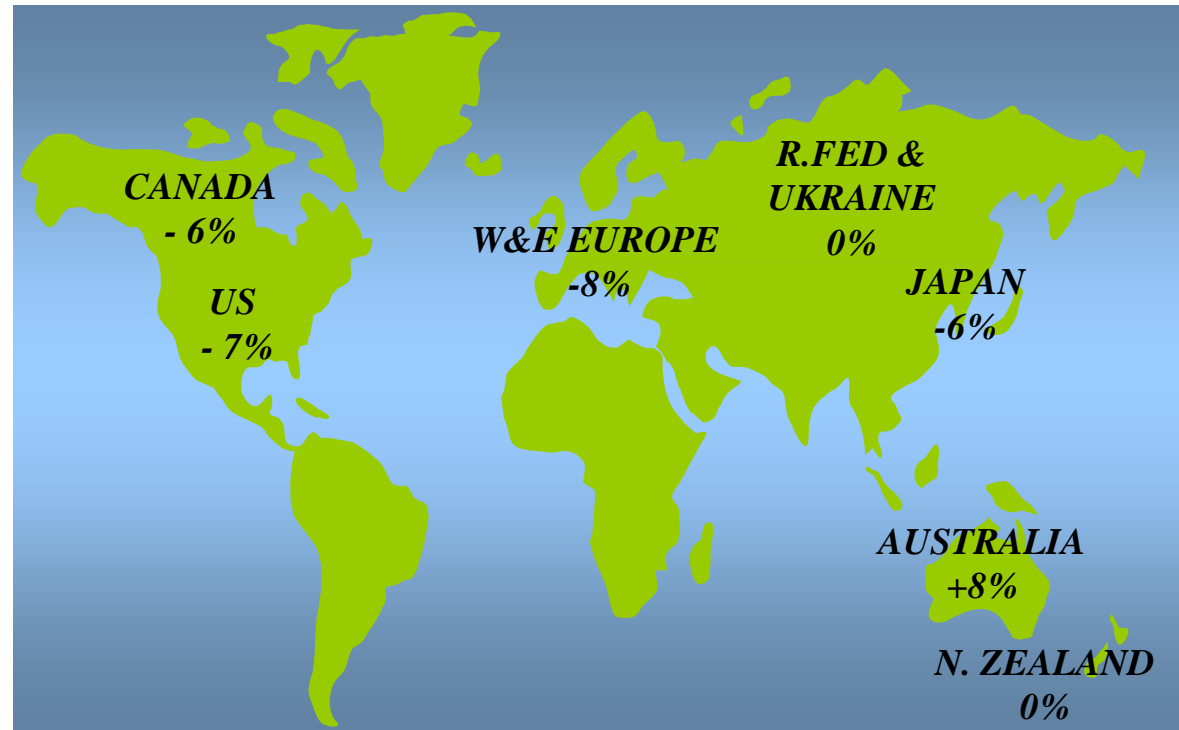 CANADA
- 6%
US
- 7%
W&E EUROPE
-8%
R.FED &
UKRAINE
0%
JAPAN
-6%
AUSTRALIA
+8%
N. ZEALAND
0%